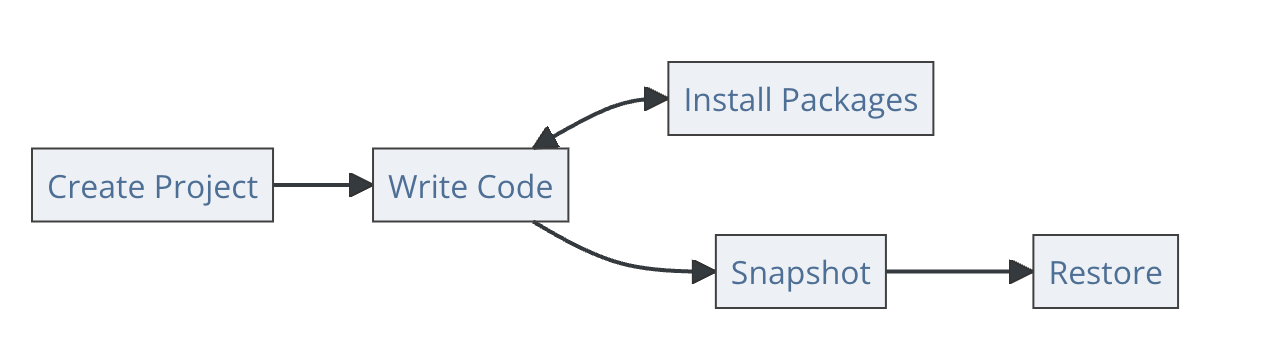 Install Packages
Create Project
Write Code
Snapshot
Restore